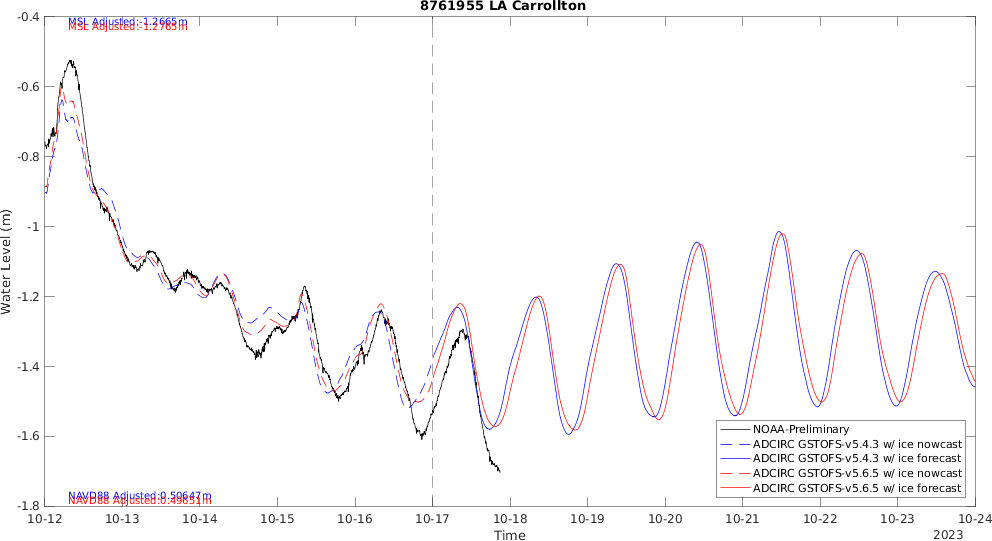 8761955 LA Carrollton
MSL Adjusted:-1.2665m
MSL Adjusted:-1.2765m
-0.4
-0.6
-0.8
-1
-1.2
-1.4
-1.6
-1.8
Water Level (m)
NOAA-Preliminary
ADCIRC GSTOFS-v5.4.3 w/ ice nowcast
ADCIRC GSTOFS-v5.4.3 w/ ice forecast
ADCIRC GSTOFS-v5.6.5 w/ ice nowcast
ADCIRC GSTOFS-v5.6.5 w/ ice forecast
NAVD88 Adjusted:0.50647m
NAVD88 Adjusted:0.49651m
10-12 10-13 10-14 10-15 10-16 10-17 10-18 10-19 10-20 10-21 10-22 10-23 10-24
Time
2023